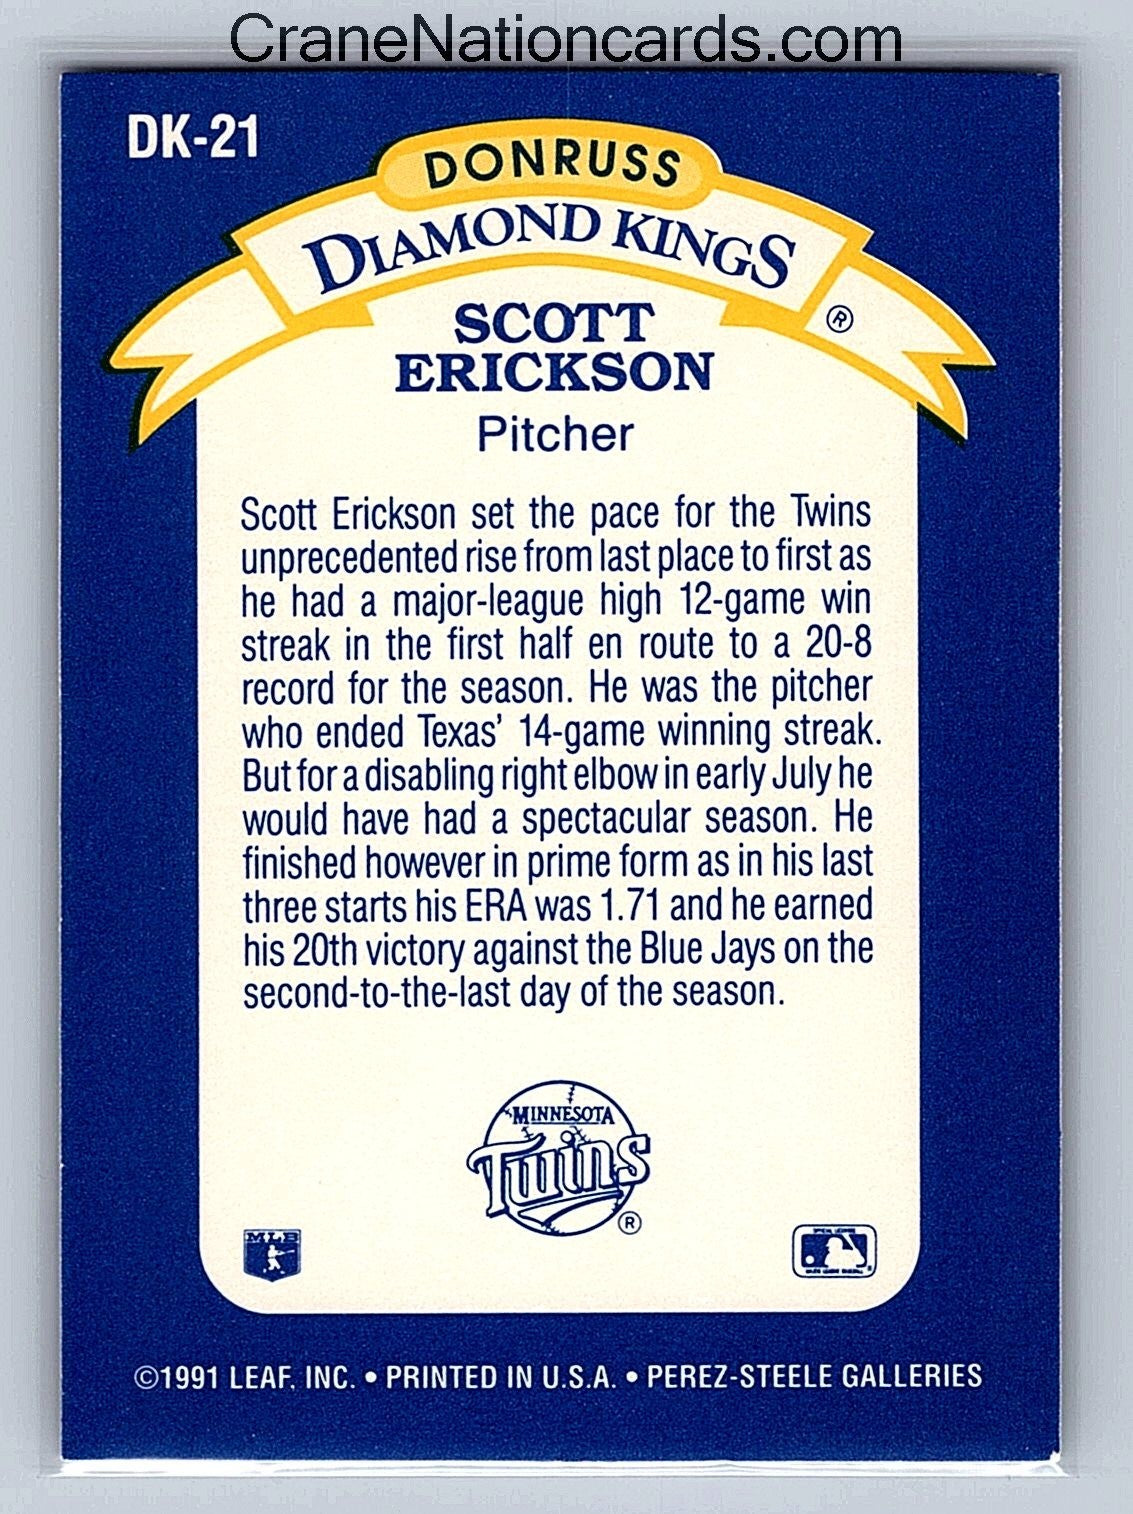 CraneNationcards.com
DK-21
DONRUSS
DIAMOND KINGS
®
SCOTT
ERICKSON
Pitcher
Scott Erickson set the pace for the Twins
unprecedented rise from last place to first as
he had a major-league high 12-game win
streak in the first half en route to a 20-8
record for the season. He was the pitcher
who ended Texas' 14-game winning streak.
But for a disabling right elbow in early July he
would have had a spectacular season. He
finished however in prime form as in his last
three starts his ERA was 1.71 and he earned
his 20th victory against the Blue Jays on the
second-to-the-last day of the season.
MINNESOTA
Twins
®
MLB
©1991 LEAF, INC. • PRINTED IN U.S.A. • PEREZ-STEELE GALLERIES